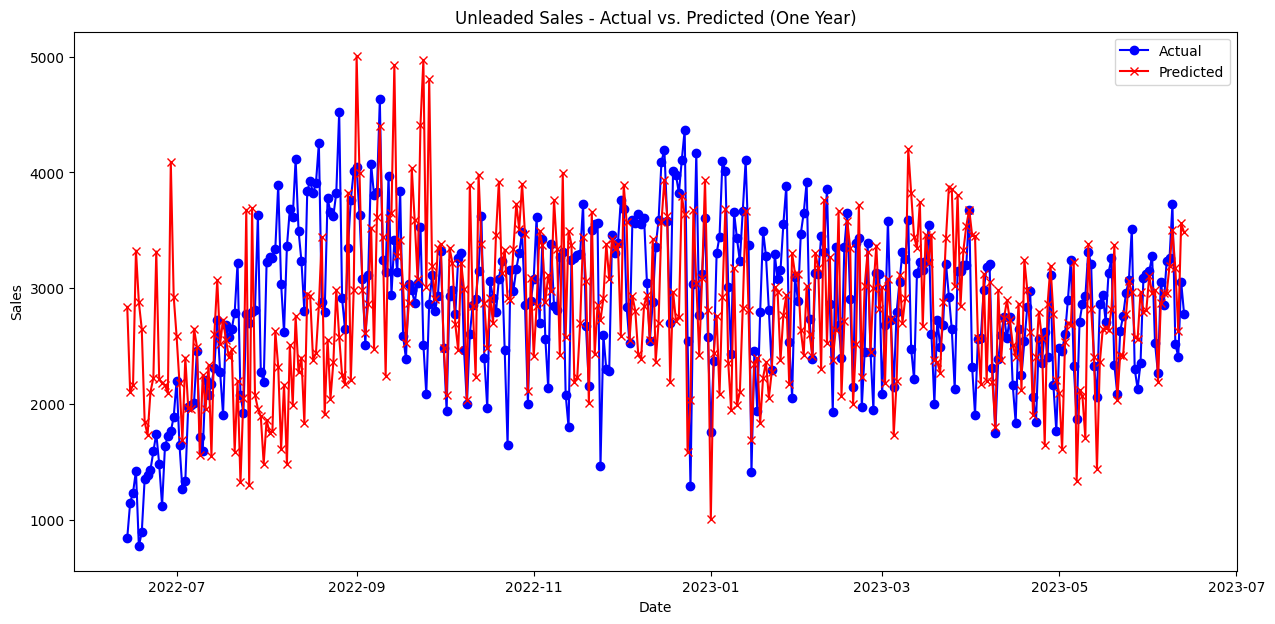 Unleaded Sales - Actual vs. Predicted (One Year)
Actual
Predicted
Sales
5000
4000
3000
2000
1000
2022-07
2022-09
2022-11
2023-01
2023-03
2023-05
2023-07
Date